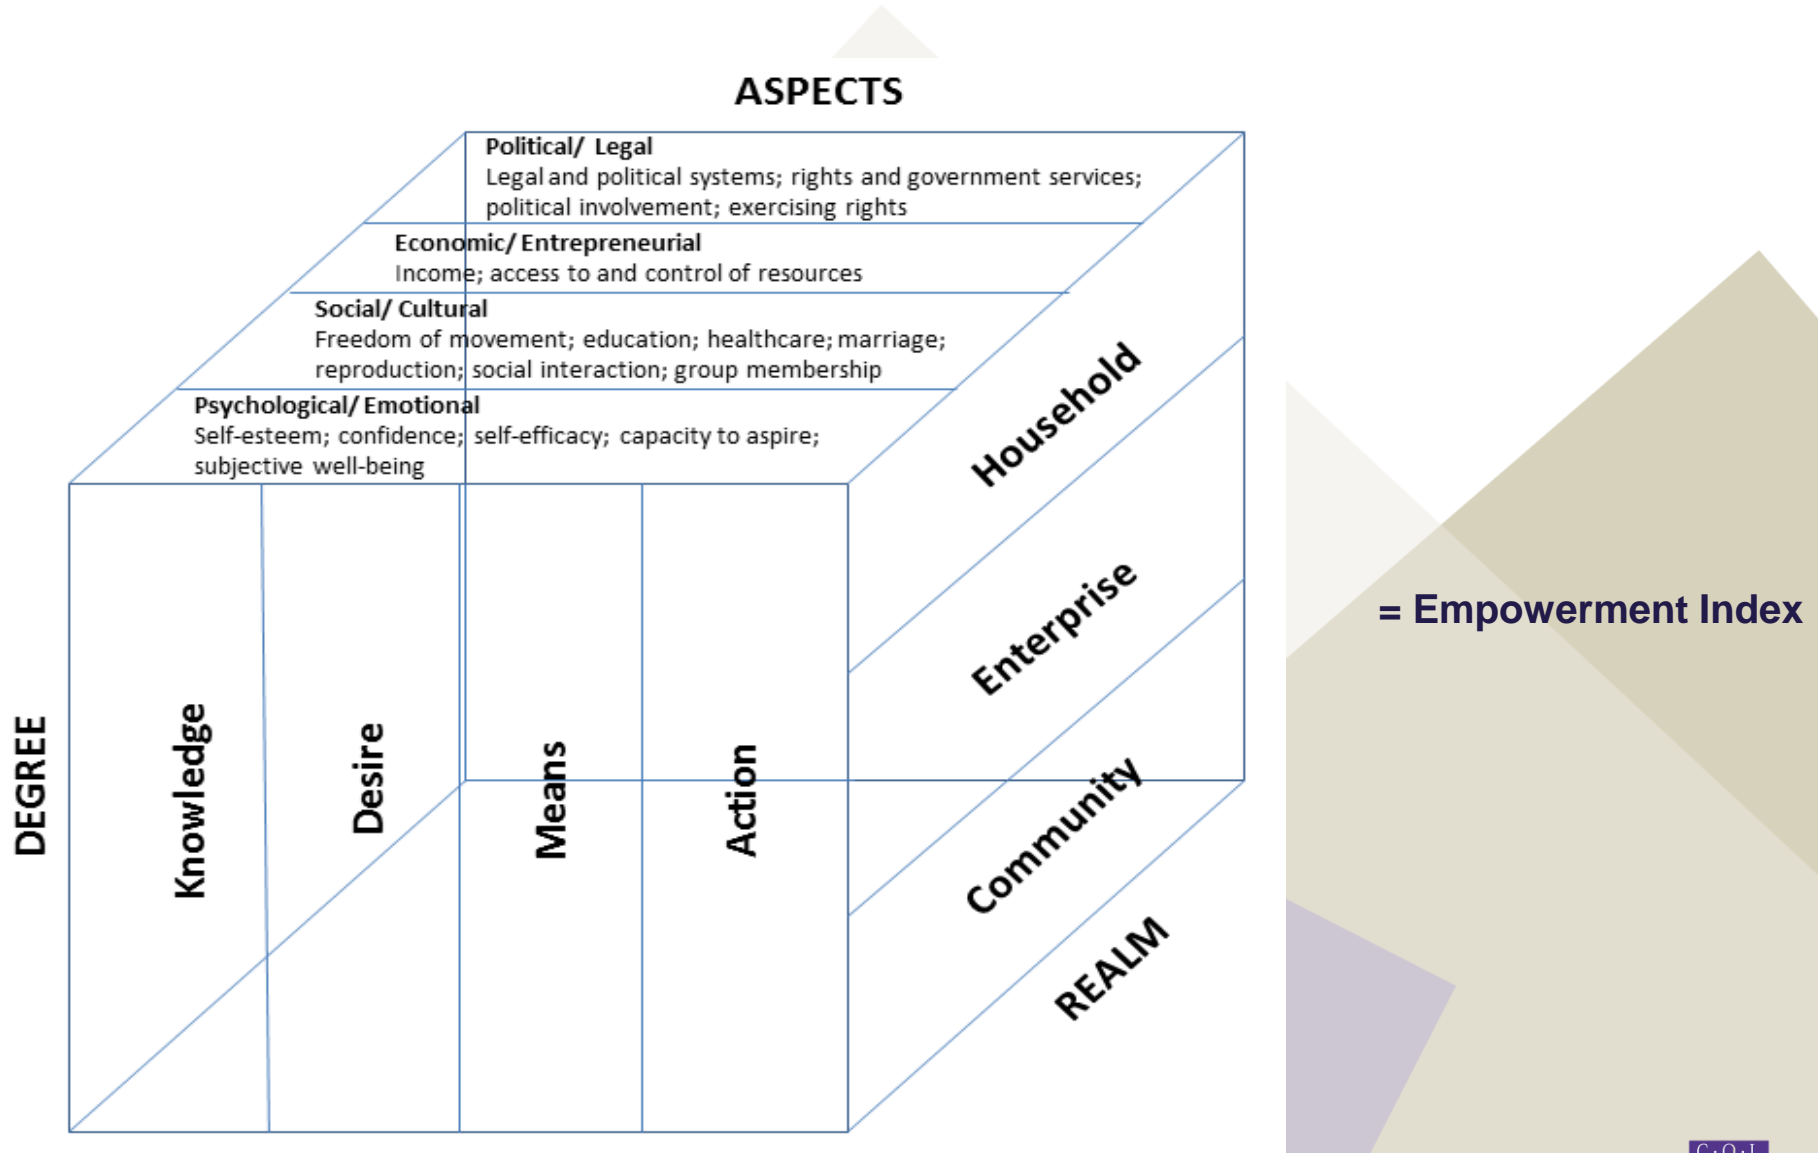 ASPECTS
Political/ Legal
Legal and political systems; rights and government services;
political involvement; exercising rights
Economic/ Entrepreneurial
Income; access to and control of resources
Social/ Cultural
Freedom of movement; education; healthcare; marriage;
reproduction; social interaction; group membership
Psychological/ Emotional
Self-esteem; confidence; self-efficacy; capacity to aspire;
subjective well-being
Household
Enterprise
Community
REALM
DEGREE
Knowledge
Desire
Means
Action
= Empowerment Index